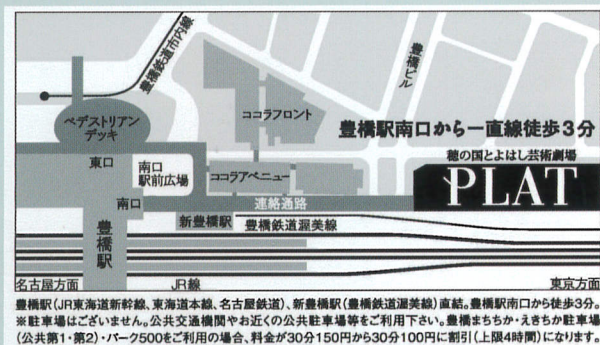 豊橋鉄道市内線
豊橋ビル
ペデストリアン
デッキ
ココラフロント
豊橋駅南口から一直線徒歩3分
穂の国とよはし芸術劇場
PLAT
東口
南口
駅前広場
ココラアベニュー
南口
連絡通路
新豊橋駅
豊橋鉄道渥美線
豊橋駅
名古屋方面
JR線
東京方面
豊橋駅(JR東海道新幹線、東海道本線、名古屋鉄道)、新豊橋駅(豊橋鉄道渥美線)直結。豊橋駅南口から徒歩3分。
※駐車場はございません。公共交通機関やお近くの公共駐車場等をご利用下さい。豊橋まちちか・えきちか駐車場
(公共第1・第2)・パーク500をご利用の場合、料金が30分150円から30分100円に割引(上限4時間)になります。